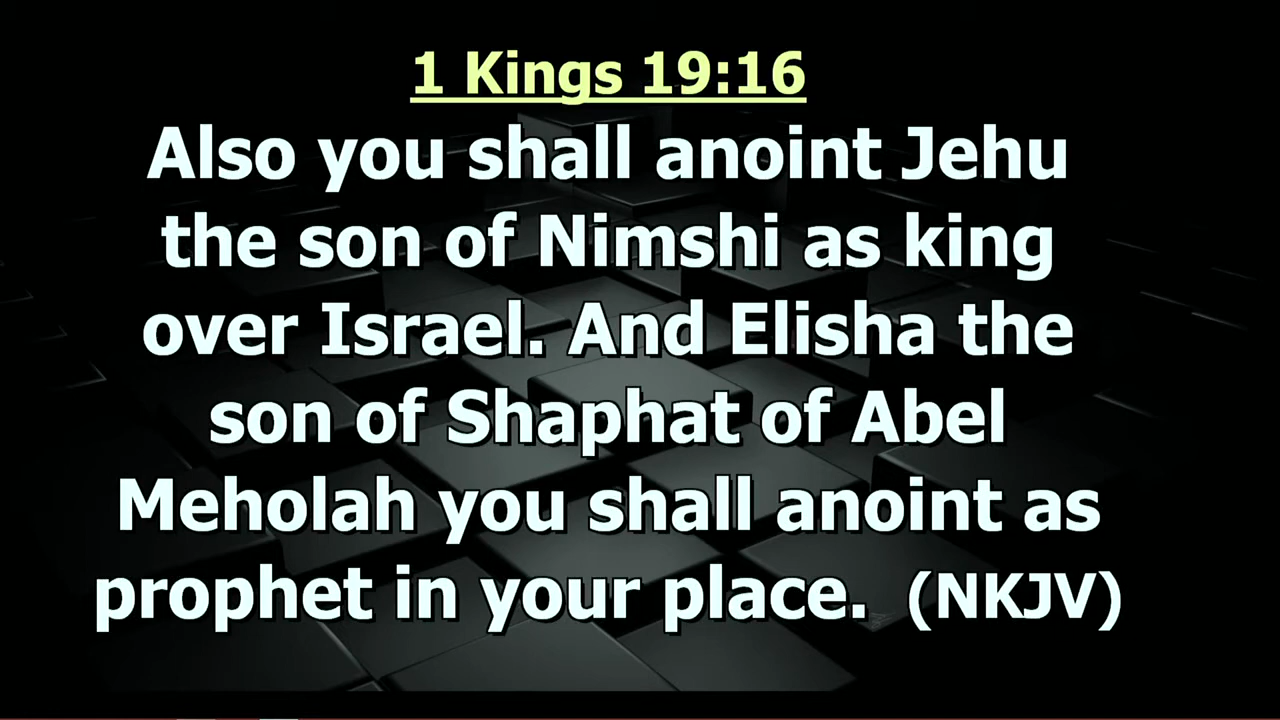 1 Kings 19:16
Also you shall anoint Jehu
the son of Nimshi as king
over Israel. And Elisha the
son of Shaphat of Abel
Meholah you shall anoint as
prophet in your place. (NKJV)